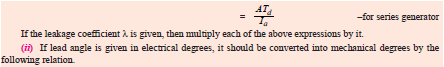 = AT_d / I_a –for series generator
If the leakage coefficient λ is given, then multiply each of the above expressions by it.
(ii) If lead angle is given in electrical degrees, it should be converted into mechanical degrees by the
following relation.